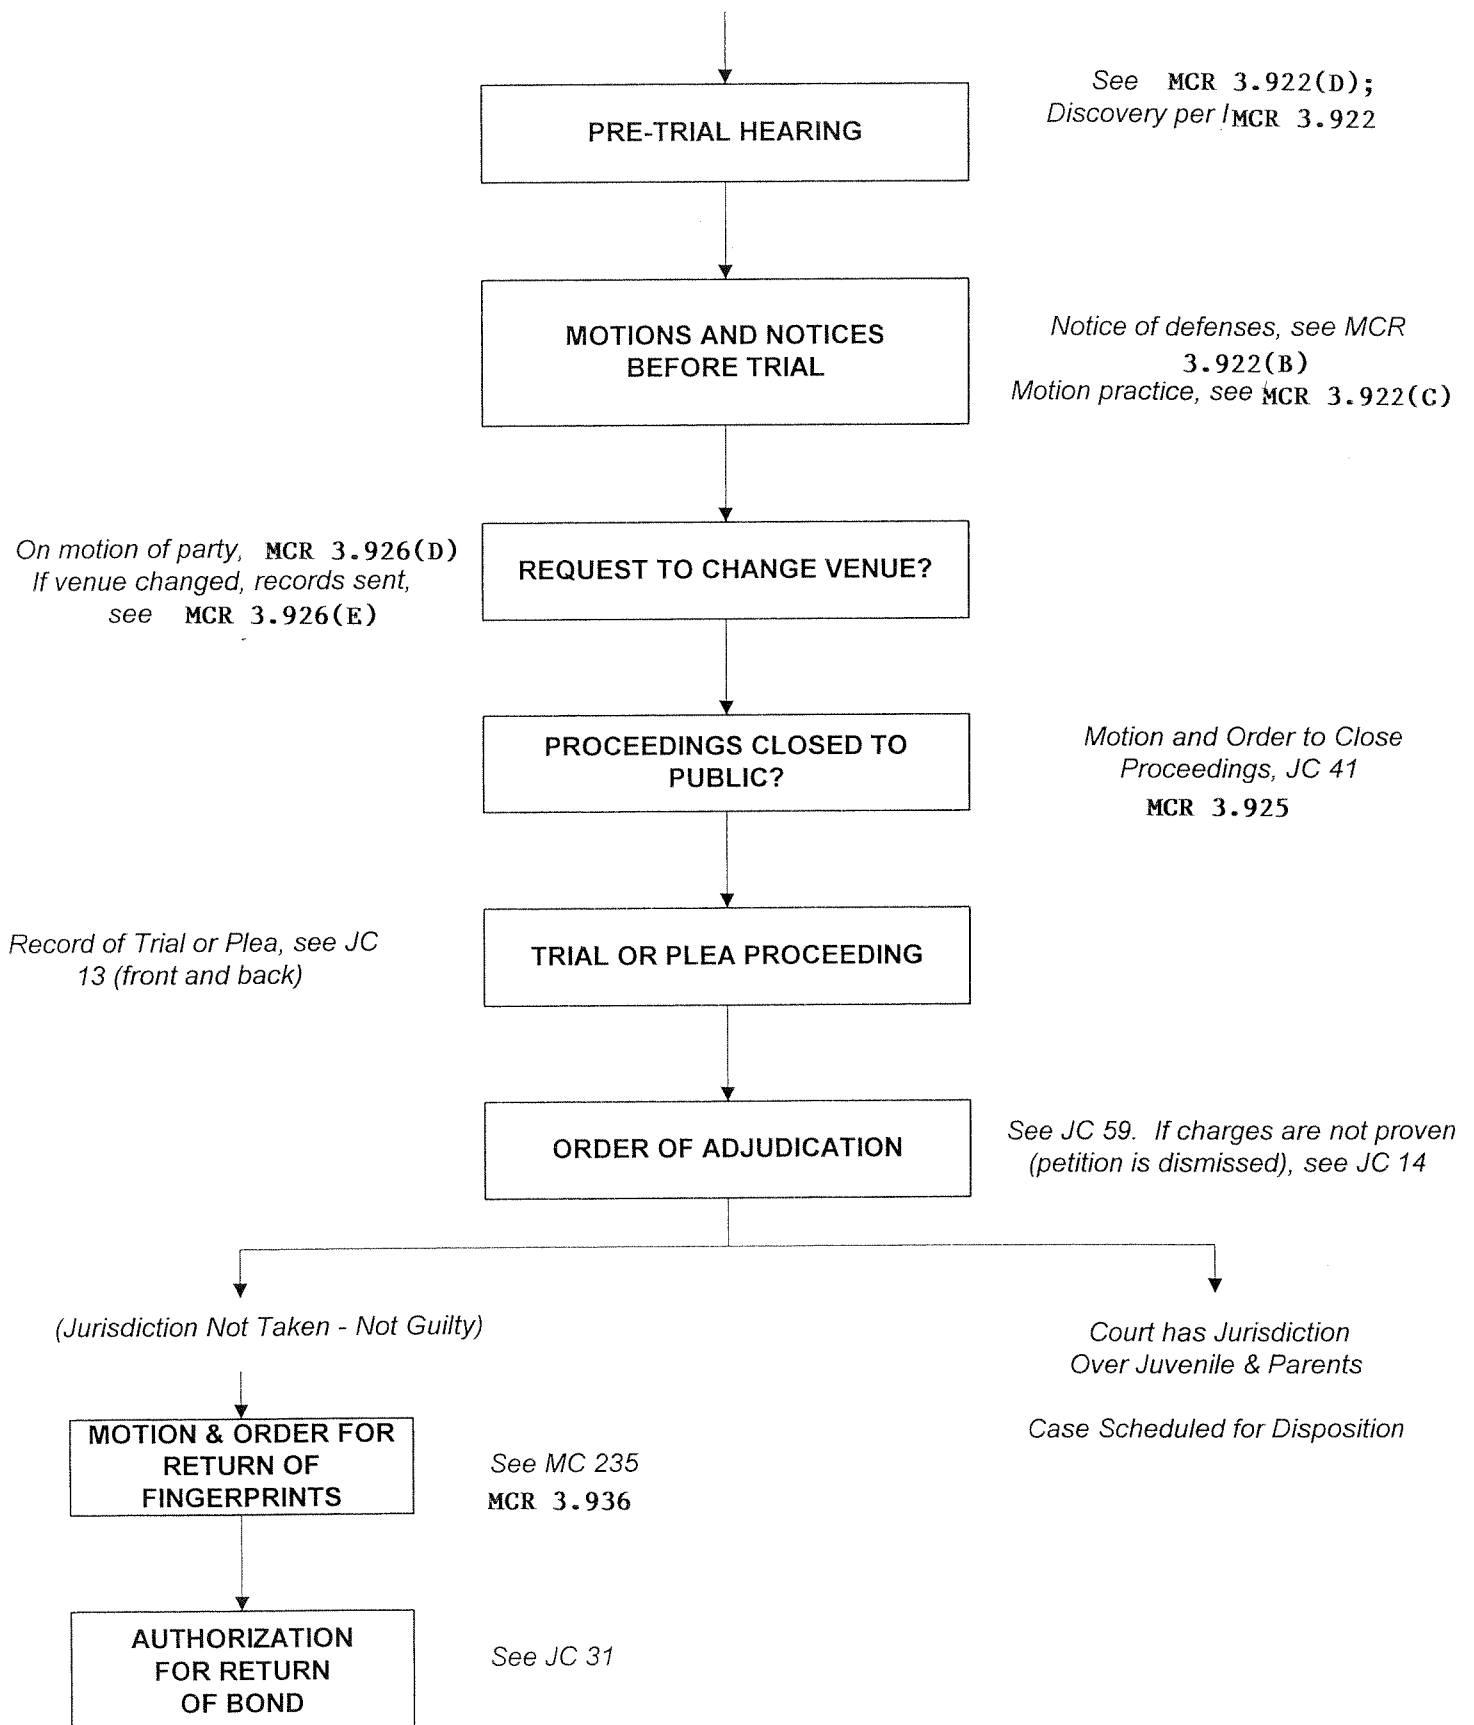 PRE-TRIAL HEARING
See MCR 3.922(D);
Discovery per MCR 3.922
MOTIONS AND NOTICES
BEFORE TRIAL
Notice of defenses, see MCR
3.922(B)
Motion practice, see MCR 3.922(C)
On motion of party, MCR 3.926(D)
If venue changed, records sent,
see MCR 3.926(E)
REQUEST TO CHANGE VENUE?
PROCEEDINGS CLOSED TO
PUBLIC?
Motion and Order to Close
Proceedings, JC 41
MCR 3.925
Record of Trial or Plea, see JC
13 (front and back)
TRIAL OR PLEA PROCEEDING
ORDER OF ADJUDICATION
See JC 59. If charges are not proven
(petition is dismissed), see JC 14
(Jurisdiction Not Taken - Not Guilty)
Court has Jurisdiction
Over Juvenile & Parents
Case Scheduled for Disposition
MOTION & ORDER FOR
RETURN OF
FINGERPRINTS
See MC 235
MCR 3.936
AUTHORIZATION
FOR RETURN
OF BOND
See JC 31